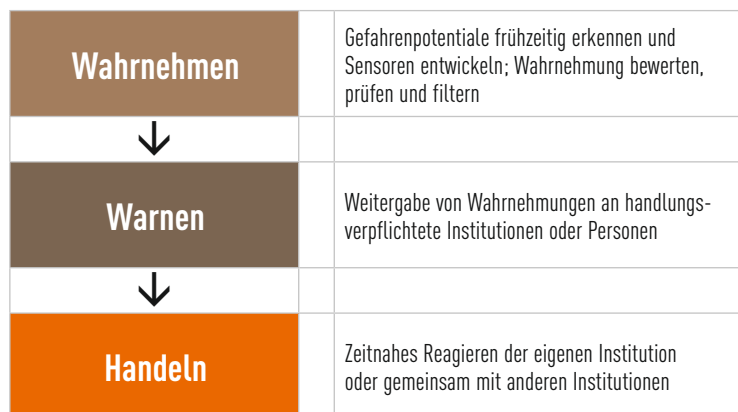 Wahrnehmen
Gefahrenpotentiale frühzeitig erkennen und
Sensoren entwickeln; Wahrnehmung bewerten,
prüfen und filtern
Warnen
Weitergabe von Wahrnehmungen an handlungs-
verpflichtete Institutionen oder Personen
Handeln
Zeitnahes Reagieren der eigenen Institution
oder gemeinsam mit anderen Institutionen